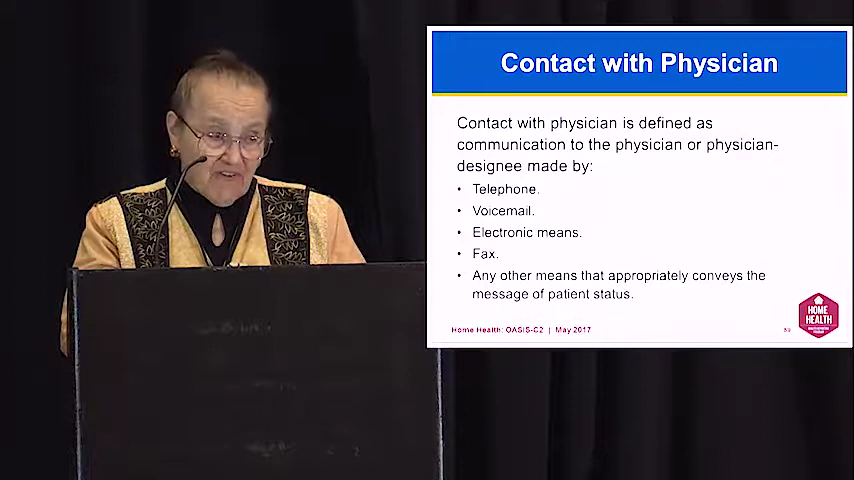 Contact with Physician
Contact with physician is defined as
communication to the physician or physician-
designee made by:
• Telephone.
• Voicemail.
• Electronic means.
• Fax.
• Any other means that appropriately conveys the
message of patient status.
Home Health: OASIS-C2 | May 2017
HOME
HEALTH